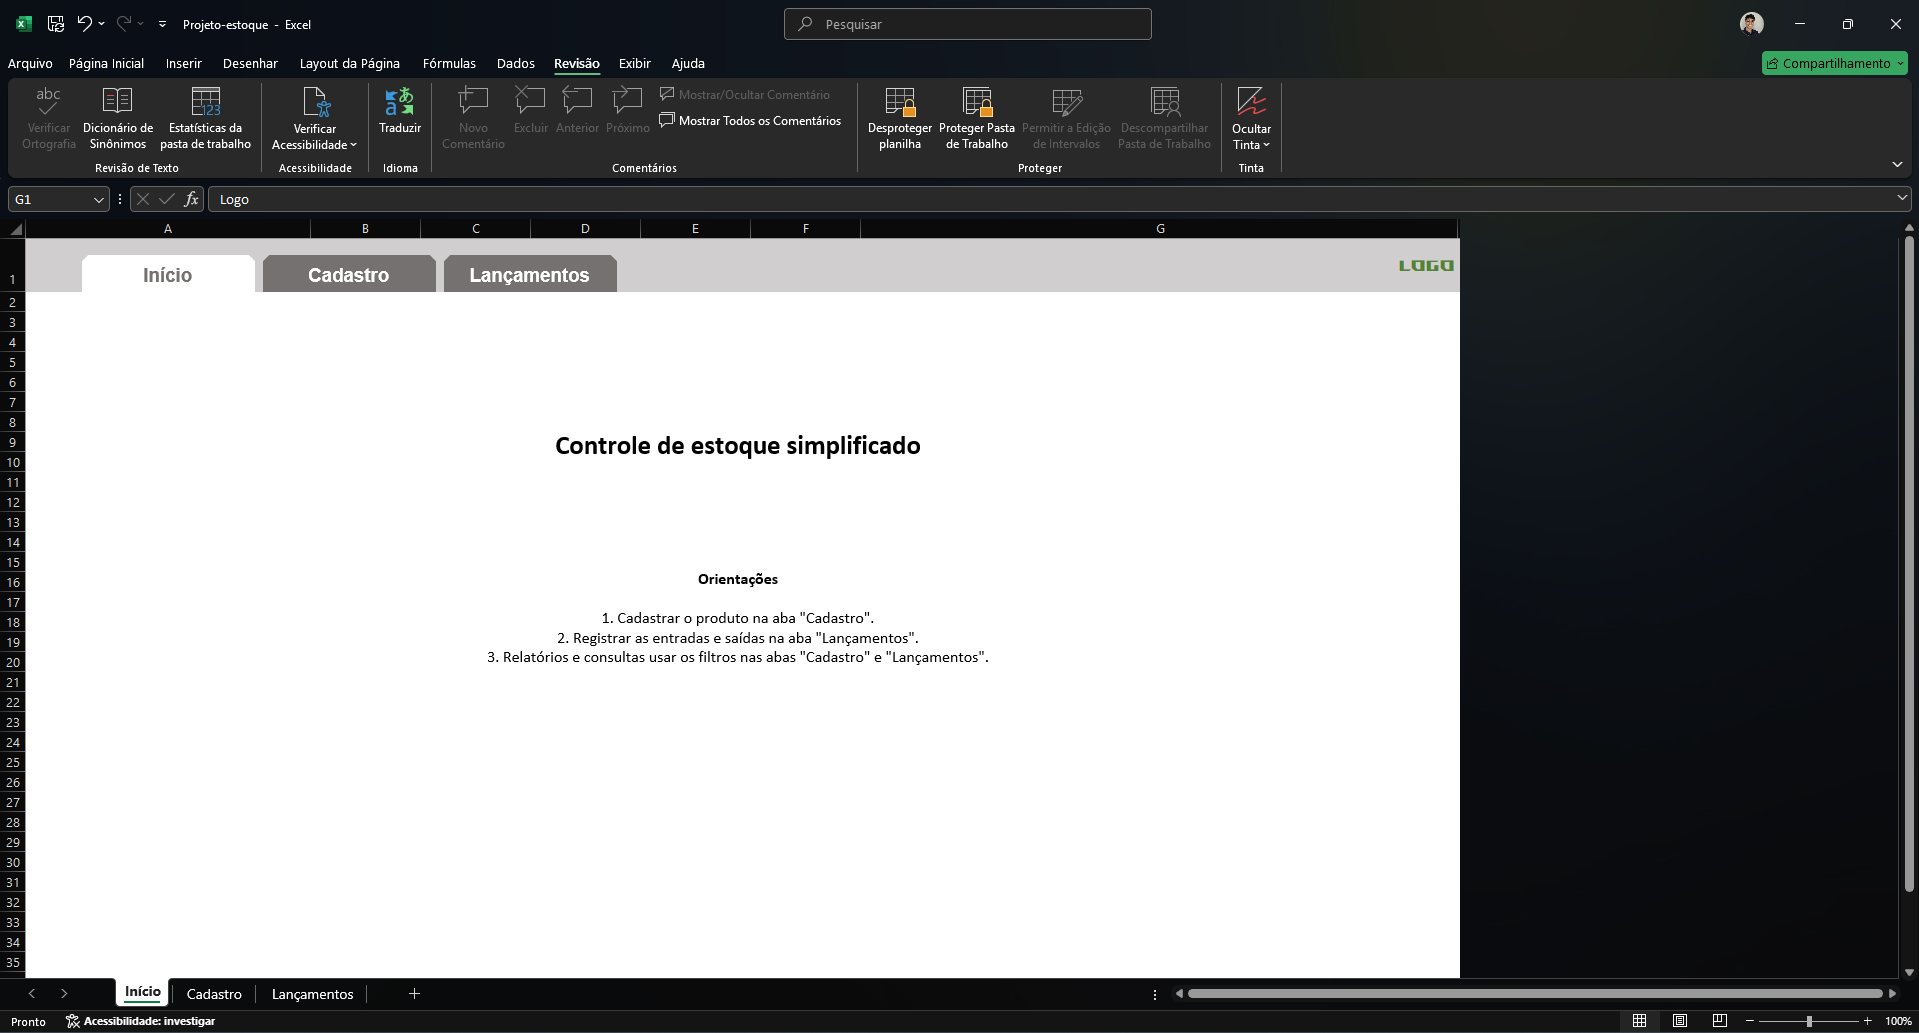 Projeto-estoque - Excel
Pesquisar
Arquivo Página Inicial Inserir Desenhar Layout da Página Fórmulas Dados Revisão Exibir Ajuda
Compartilhamento
abc
Verificar Ortografia
Dicionário de Sinônimos
123
Estatísticas da pasta de trabalho
Revisão de Texto
Verificar Acessibilidade
Acessibilidade
Traduzir
Idioma
Novo Comentário
Excluir
Anterior
Próximo
Mostrar/Ocultar Comentário
Mostrar Todos os Comentários
Comentários
Desproteger planilha
Proteger Pasta de Trabalho
Permitir a Edição de Intervalos
Descompartilhar Pasta de Trabalho
Proteger
Ocultar Tinta
Tinta
G1
fx
Logo
A B C D E F G
1
Início
Cadastro
Lançamentos
LOGO
2
3
4
5
6
7
8
9
Controle de estoque simplificado
10
11
12
13
14
15
16
Orientações
17
18
1. Cadastrar o produto na aba "Cadastro".
19
2. Registrar as entradas e saídas na aba "Lançamentos".
20
3. Relatórios e consultas usar os filtros nas abas "Cadastro" e "Lançamentos".
21
22
23
24
25
26
27
28
29
30
31
32
33
34
35
Início Cadastro Lançamentos
Pronto
Acessibilidade: investigar
100%